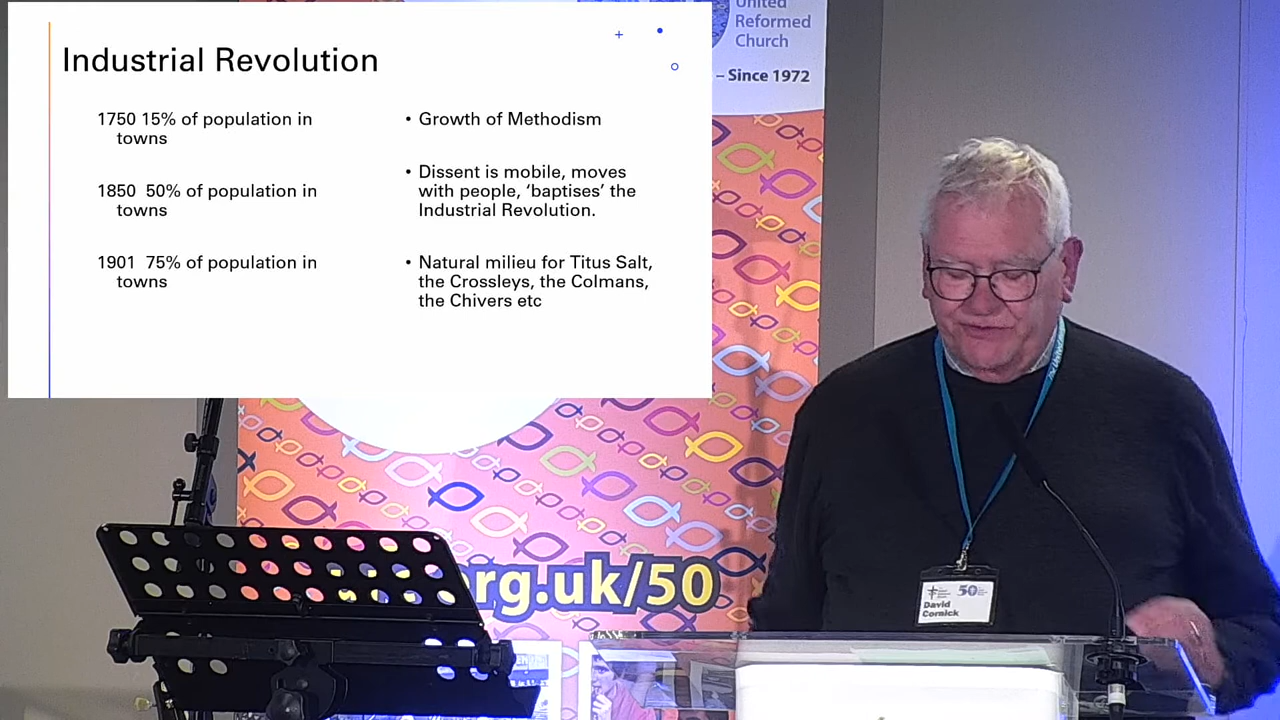 Industrial Revolution
1750 15% of population in
towns
1850 50% of population in
towns
1901 75% of population in
towns
• Growth of Methodism
• Dissent is mobile, moves
with people, ‘baptises’ the
Industrial Revolution.
• Natural milieu for Titus Salt,
the Crossleys, the Colmans,
the Chivers etc
United
Reformed
Church
– Since 1972
rg.uk/50
50
David
Cornick